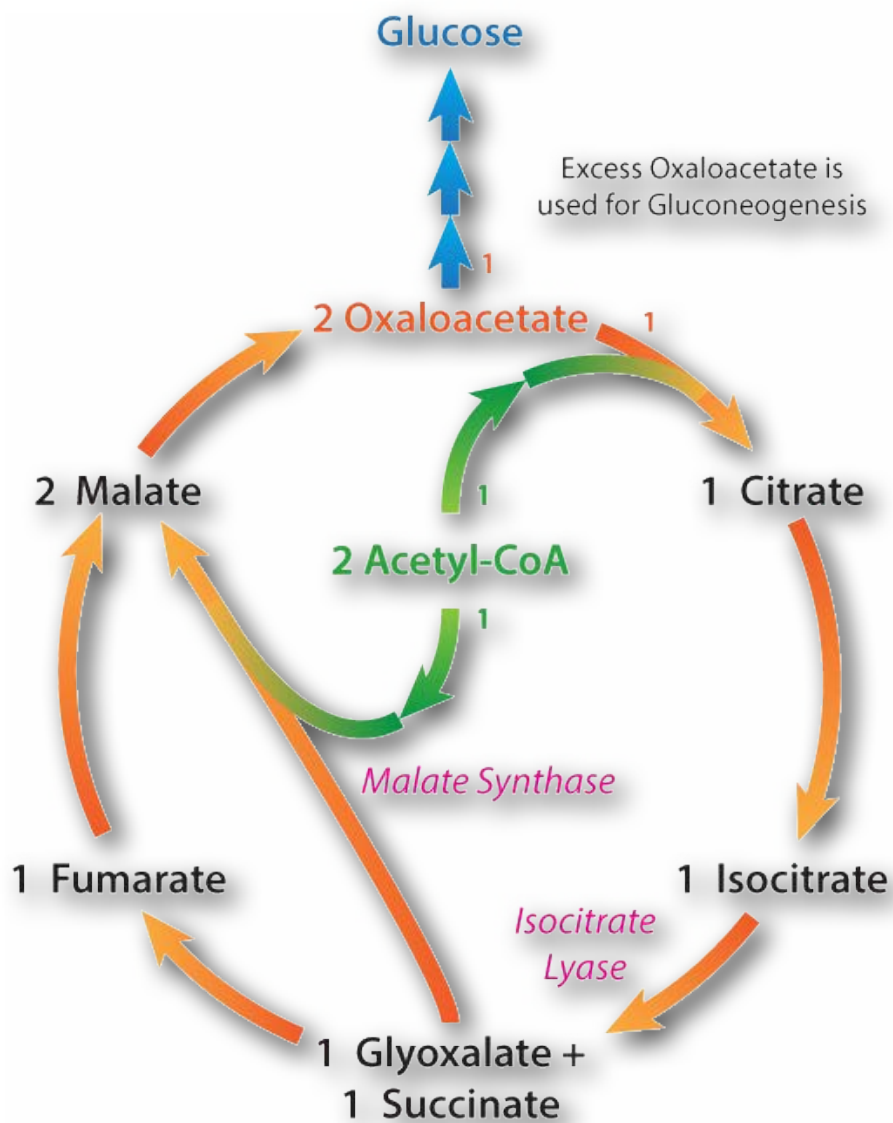 Glucose
Excess Oxaloacetate is
used for Gluconeogenesis
1
2 Oxaloacetate
1
2 Malate
1
1 Citrate
2 Acetyl-CoA
1
Malate Synthase
1 Fumarate
1 Isocitrate
Isocitrate
Lyase
1 Glyoxalate +
1 Succinate